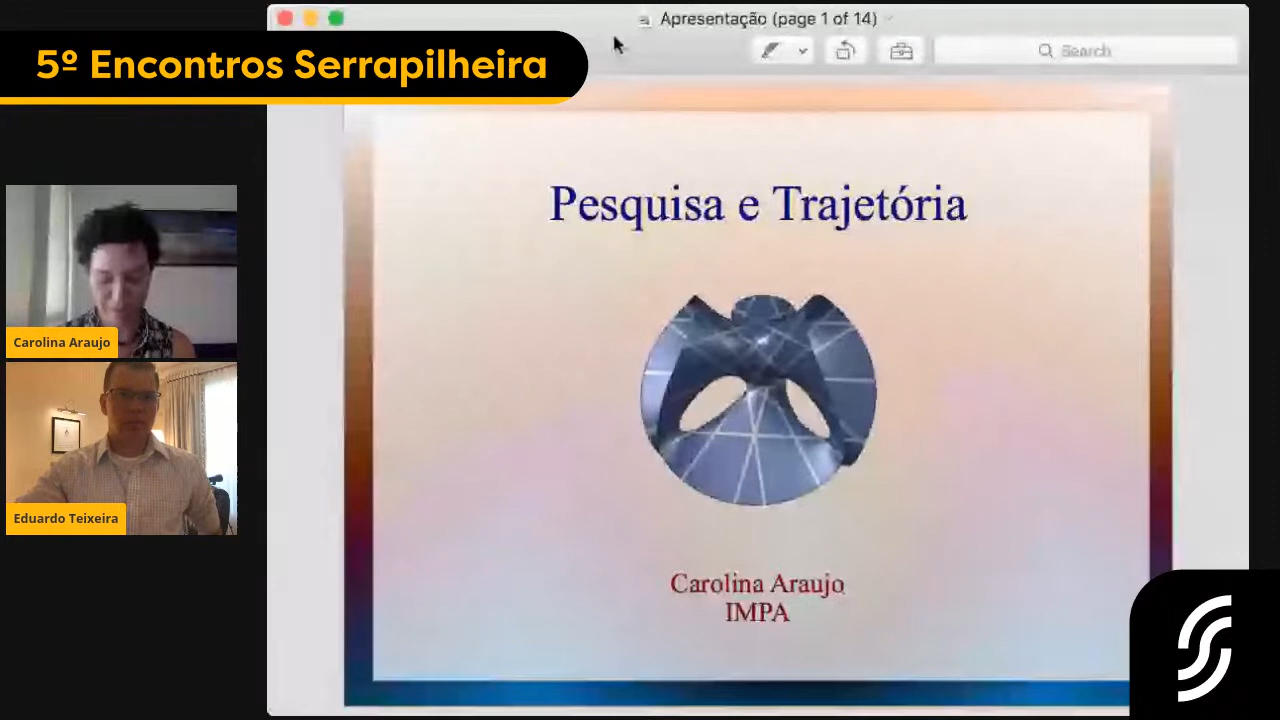 Apresentação (page 1 of 14)
Search
5º Encontros Serrapilheira
Pesquisa e Trajetória
Carolina Araujo
IMPA
Carolina Araujo
Eduardo Teixeira